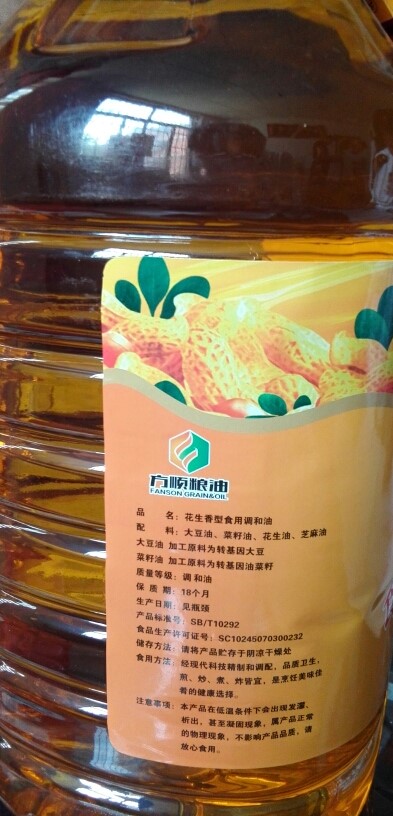 方顺粮油
FANSON GRAIN&OIL
品 名：花生香型食用调和油
配 料：大豆油、菜籽油、花生油、芝麻油
大豆油 加工原料为转基因大豆
菜籽油 加工原料为转基因油菜籽
质量等级：调和油
保 质 期：18个月
生产日期：见瓶颈
产品标准号：SB/T10292
食品生产许可证号：SC10245070300232
储存方法：请将产品贮存于阴凉干燥处
食用方法：经现代科技精制和调配，品质卫生，
煎、炒、煮、炸皆宜，是烹饪美味佳
肴的健康选择。
注意事项：本产品在低温条件下会出现发濛，
析出，甚至凝固现象，属产品正常
的物理现象，不影响产品品质，请
放心食用。